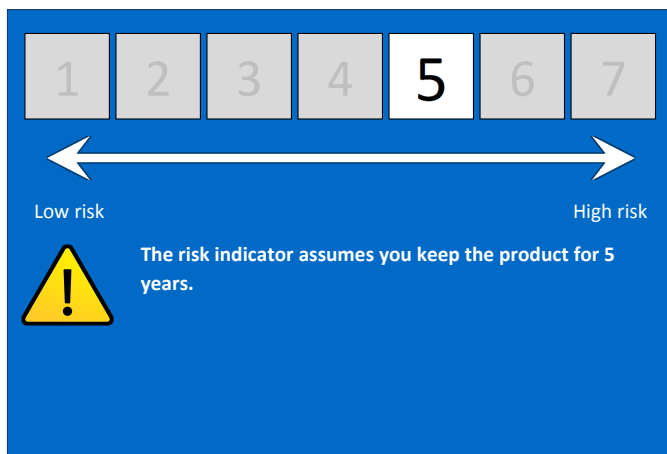 1 2 3 4 5 6 7
Low risk High risk
The risk indicator assumes you keep the product for 5
years.